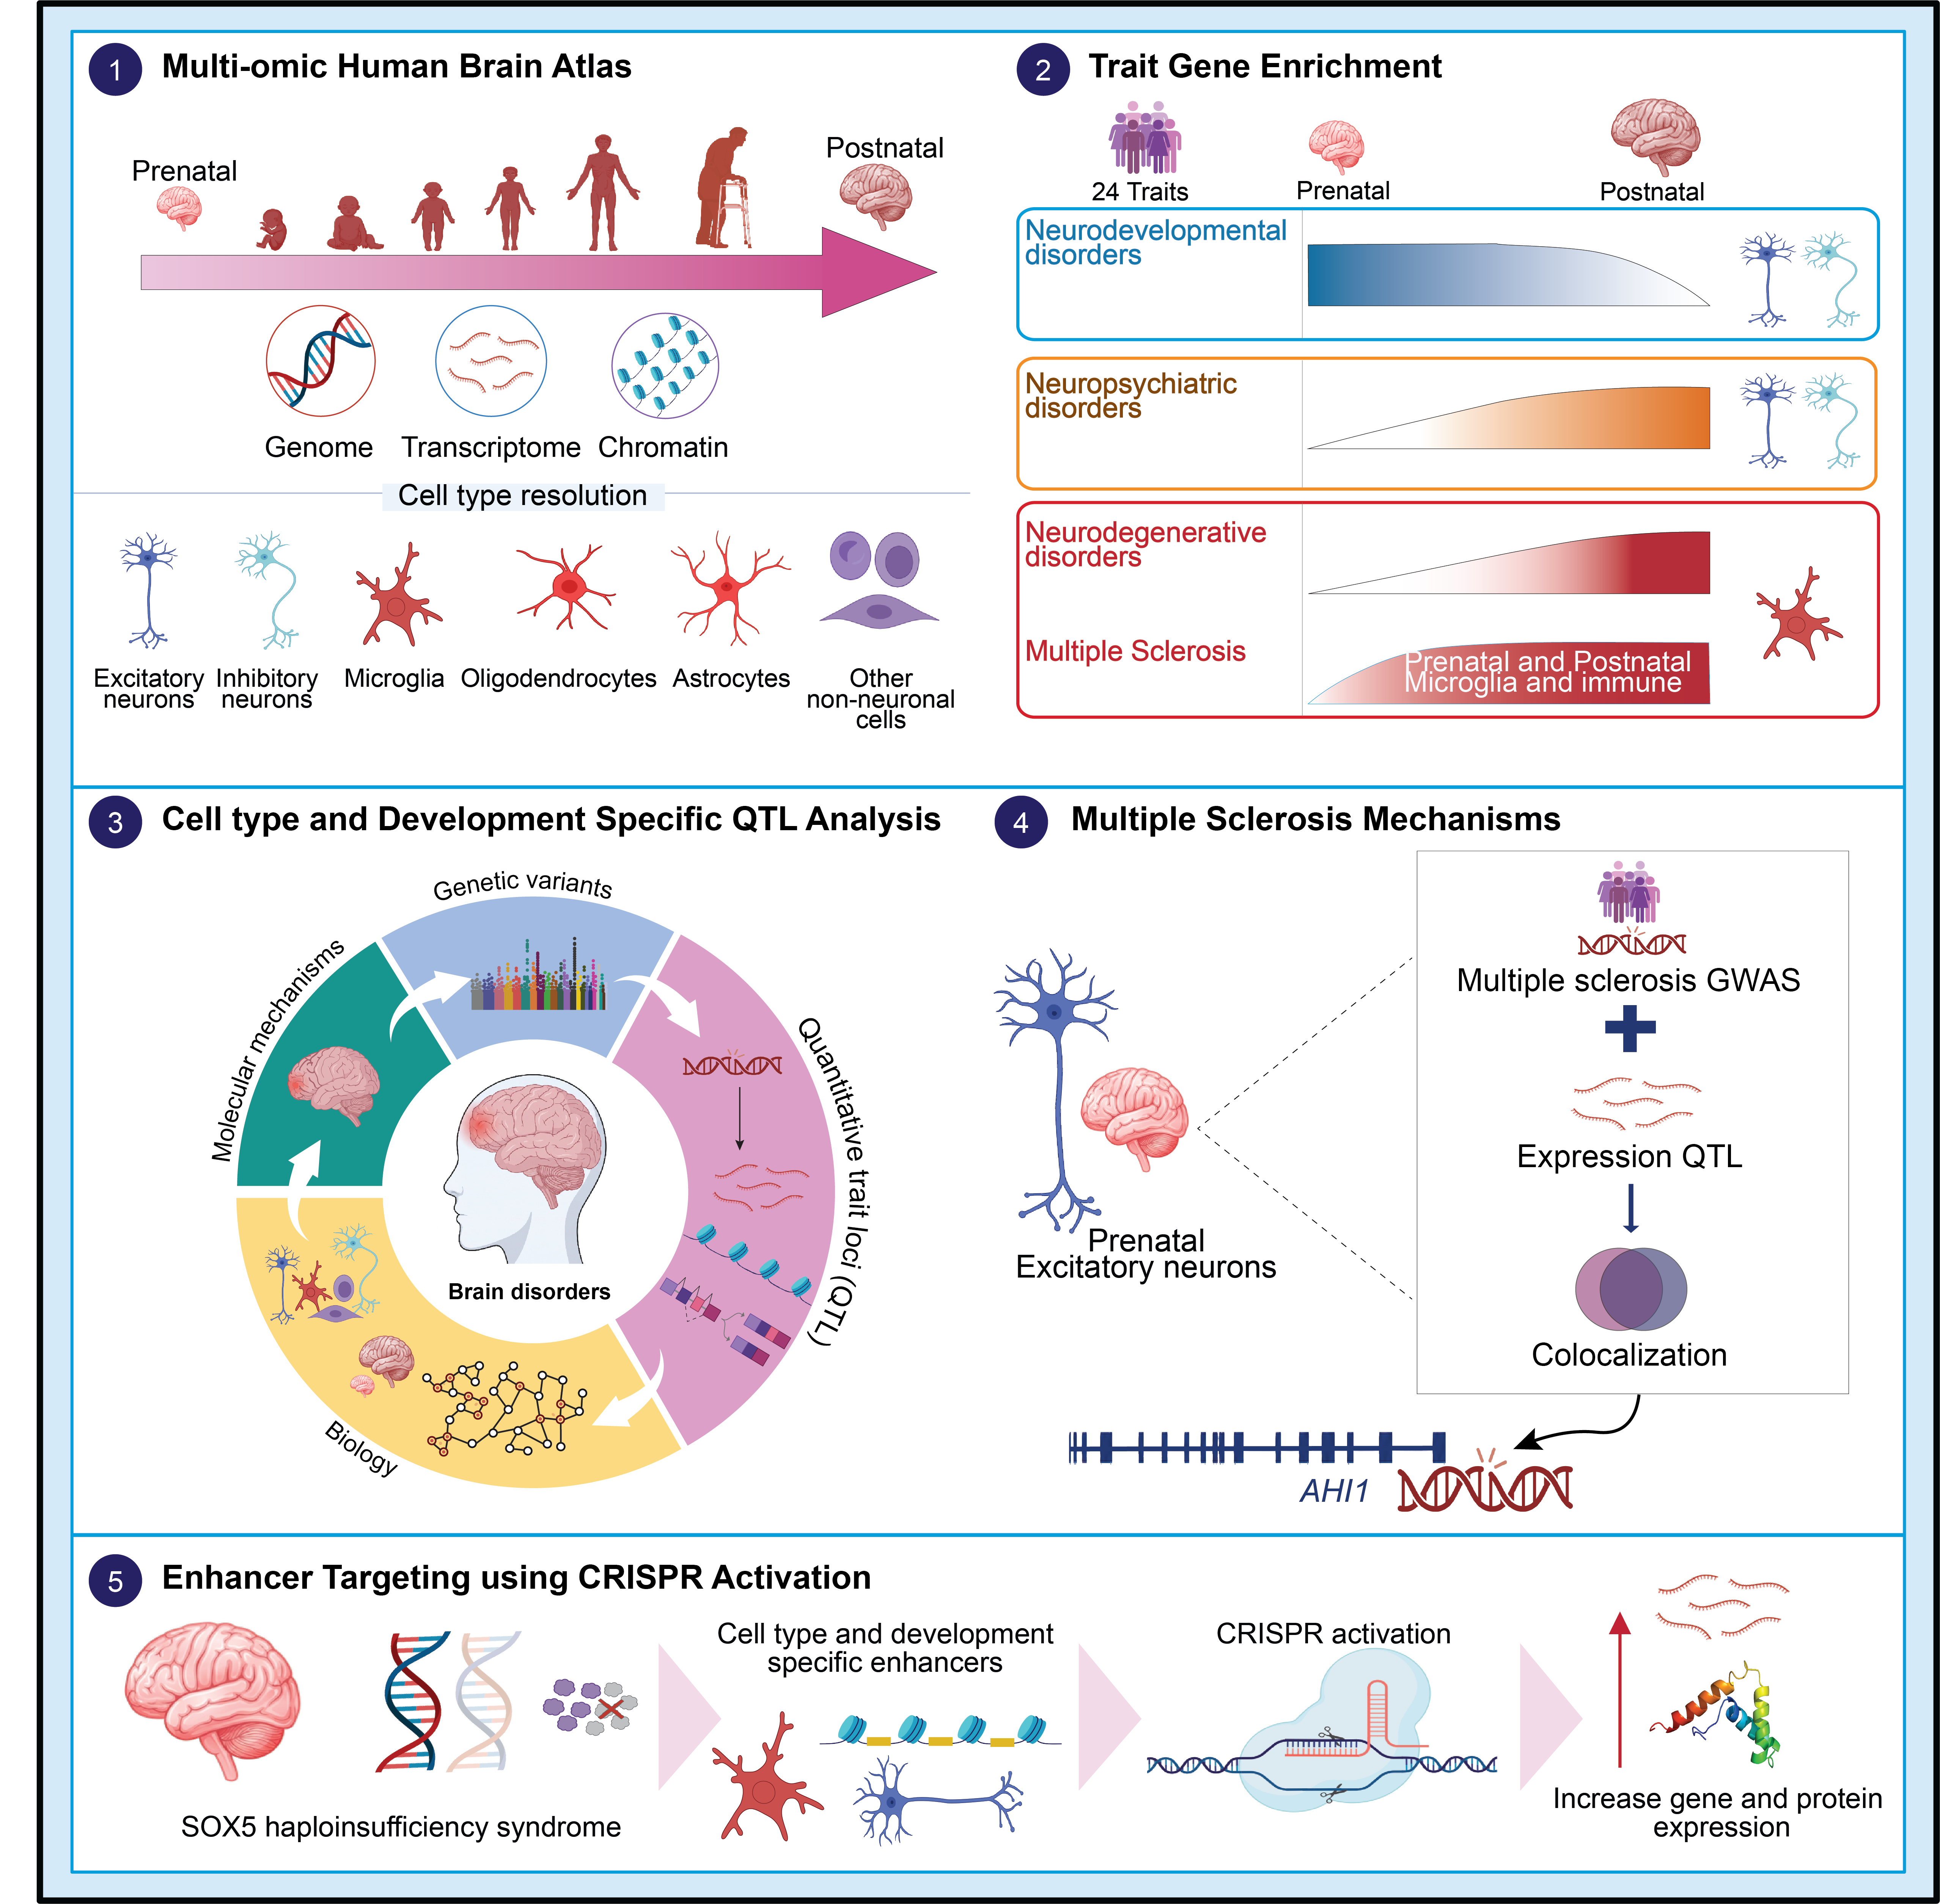 1
Multi-omic Human Brain Atlas
Prenatal
Postnatal
Genome
Transcriptome
Chromatin
Cell type resolution
Excitatory
neurons
Inhibitory
neurons
Microglia
Oligodendrocytes
Astrocytes
Other
non-neuronal
cells
2
Trait Gene Enrichment
24 Traits
Prenatal
Postnatal
Neurodevelopmental
disorders
Neuropsychiatric
disorders
Neurodegenerative
disorders
Multiple Sclerosis
Prenatal and Postnatal
Microglia and immune
3
Cell type and Development Specific QTL Analysis
Genetic variants
Quantitative trait loci (QTL)
Biology
Molecular mechanisms
Brain disorders
4
Multiple Sclerosis Mechanisms
Prenatal
Excitatory neurons
Multiple sclerosis GWAS
Expression QTL
Colocalization
AHI1
5
Enhancer Targeting using CRISPR Activation
SOX5 haploinsufficiency syndrome
Cell type and development
specific enhancers
CRISPR activation
Increase gene and protein
expression